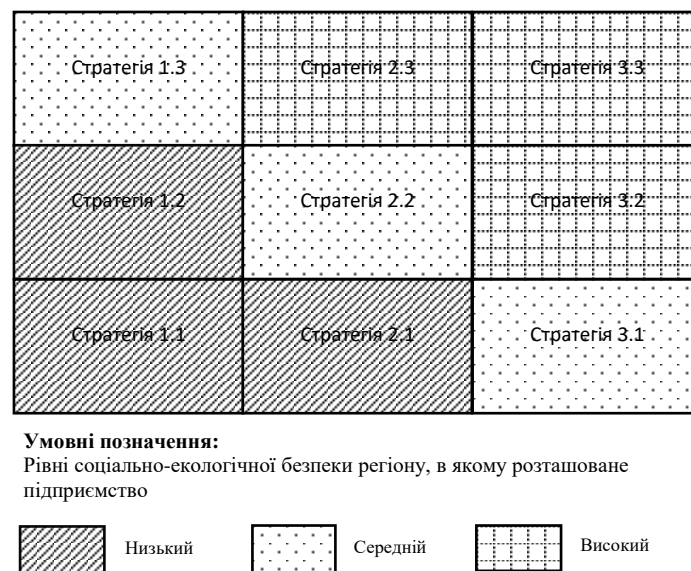 Стратегія 1.3
Стратегія 2.3
Стратегія 3.3
Стратегія 1.2
Стратегія 2.2
Стратегія 3.2
Стратегія 1.1
Стратегія 2.1
Стратегія 3.1
Умовні позначення:
Рівні соціально-екологічної безпеки регіону, в якому розташоване
підприємство
Низький
Середній
Високий